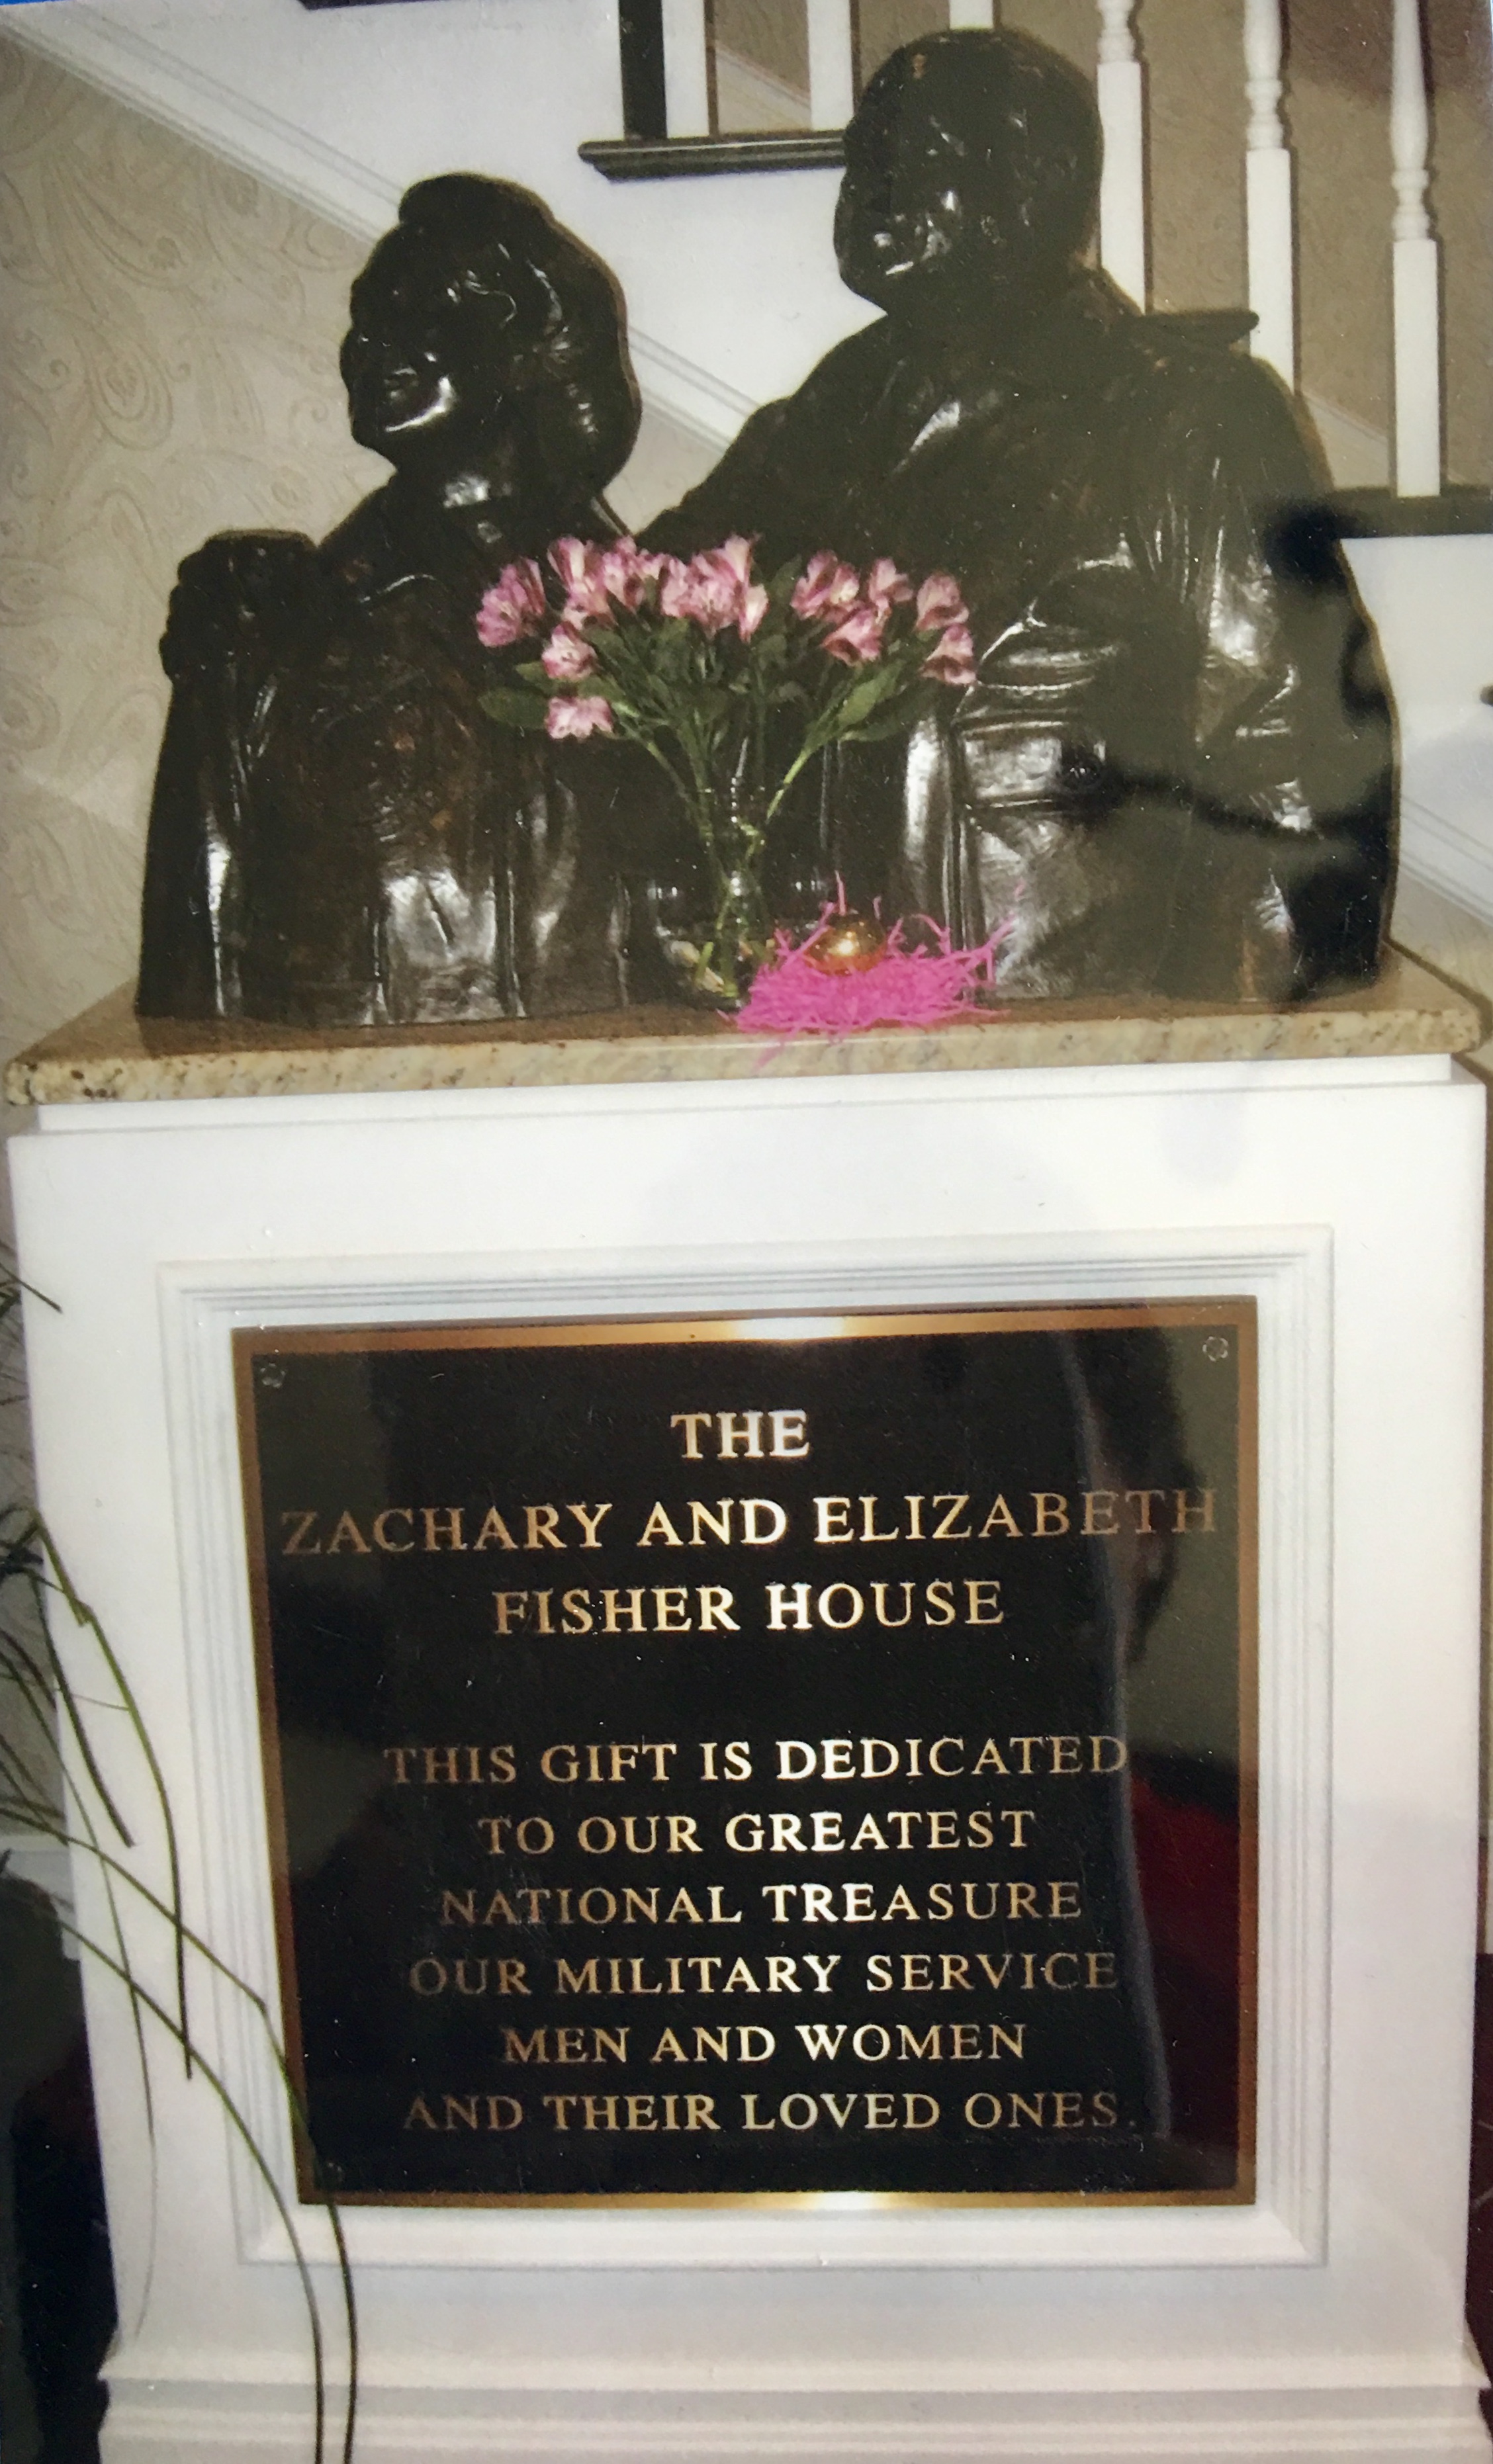 THE
ZACHARY AND ELIZABETH
FISHER HOUSE
THIS GIFT IS DEDICATED
TO OUR GREATEST
NATIONAL TREASURE
OUR MILITARY SERVICE
MEN AND WOMEN
AND THEIR LOVED ONES.